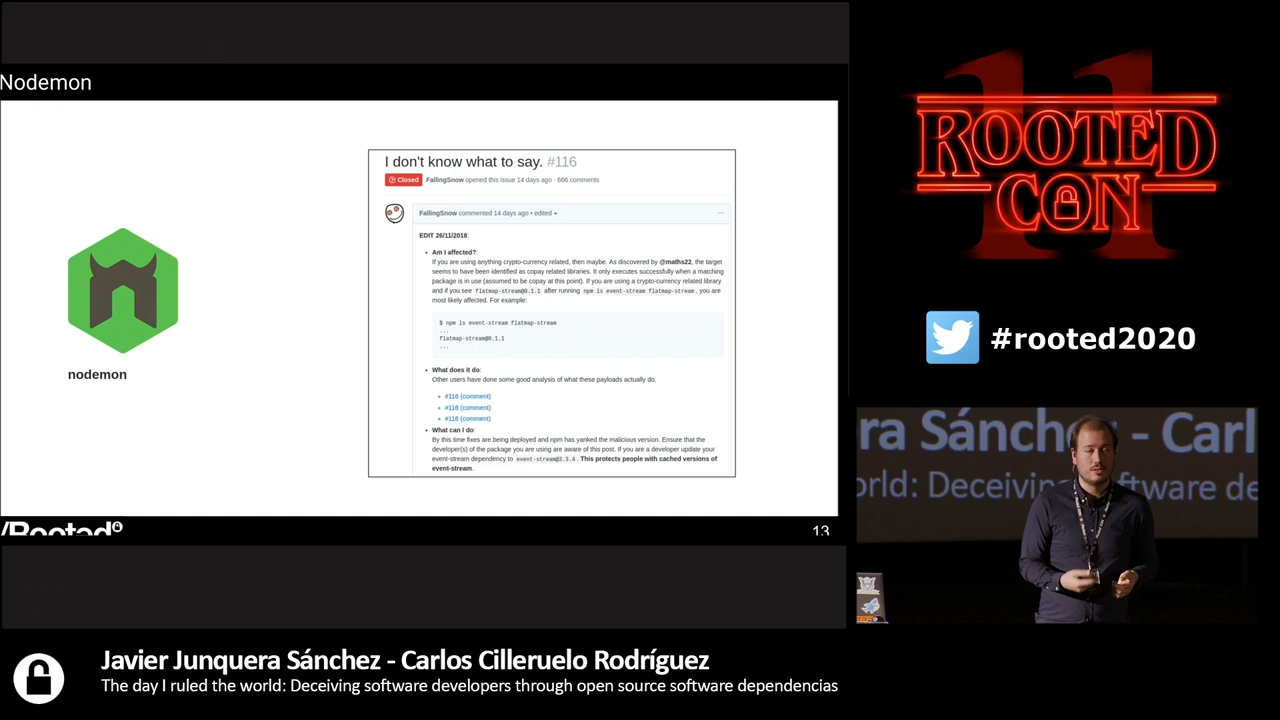 Nodemon
nodemon
I don't know what to say. #116
Closed FallingSnow opened this issue 14 days ago · 666 comments
FallingSnow commented 14 days ago • edited
EDIT 26/11/2018:
• Am I affected?:
If you are using anything crypto-currency related, then maybe. As discovered by @maths22, the target
seems to have been identified as copay related libraries. It only executes successfully when a matching
package is in use (assumed to be copay at this point). If you are using a crypto-currency related library
and if you see flatmap-stream@0.1.1 after running npm ls event-stream flatmap-stream, you are
most likely affected. For example:
$ npm ls event-stream flatmap-stream
...
flatmap-stream@0.1.1
...
• What does it do:
Other users have done some good analysis of what these payloads actually do.
#116 (comment)
#116 (comment)
#116 (comment)
• What can I do:
By this time fixes are being deployed and npm has yanked the malicious version. Ensure that the
developer(s) of the package you are using are aware of this post. If you are a developer update your
event-stream dependency to event-stream@3.3.4. This protects people with cached versions of
event-stream.
/Rooted
13
11
ROOTED
CON
#rooted2020
ra Sánchez - Carl
orld: Deceiving software de
Javier Junquera Sánchez - Carlos Cilleruelo Rodríguez
The day I ruled the world: Deceiving software developers through open source software dependencias